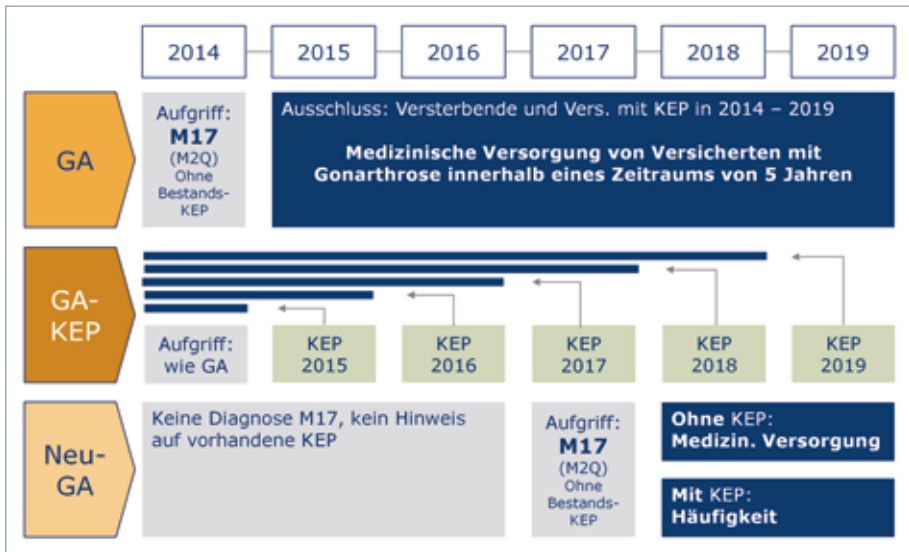 2014
2015
2016
2017
2018
2019
GA
Aufgriff:
M17
(M2Q)
Ohne
Bestands-
KEP
Ausschluss: Versterbende und Vers. mit KEP in 2014 – 2019
Medizinische Versorgung von Versicherten mit
Gonarthrose innerhalb eines Zeitraums von 5 Jahren
GA-
KEP
Aufgriff:
wie GA
KEP
2015
KEP
2016
KEP
2017
KEP
2018
KEP
2019
Neu-
GA
Keine Diagnose M17, kein Hinweis
auf vorhandene KEP
Aufgriff:
M17
(M2Q)
Ohne
Bestands-
KEP
Ohne KEP:
Medizin. Versorgung
Mit KEP:
Häufigkeit